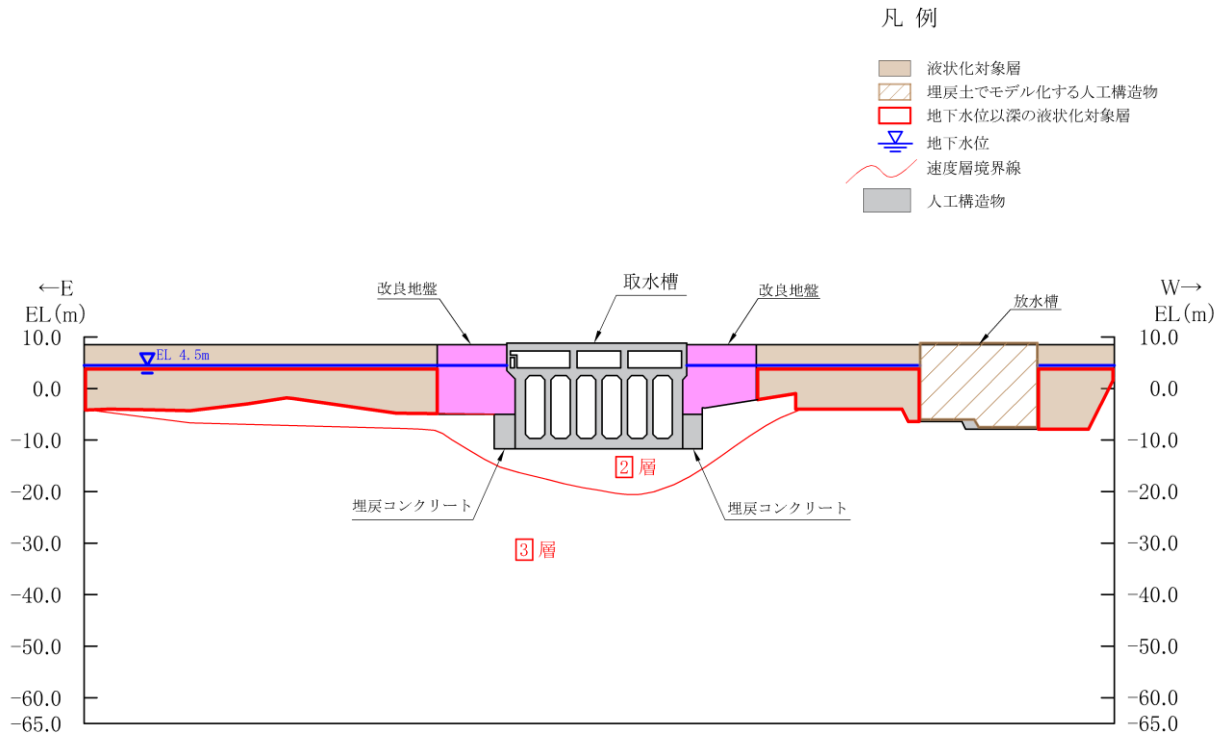 凡 例
液状化対象層
埋戻土でモデル化する人工構造物
地下水位以深の液状化対象層
地下水位
速度層境界線
人工構造物
←E
EL(m)
W→
EL(m)
改良地盤
取水槽
改良地盤
放水槽
EL 4.5m
10.0
0.0
-10.0
-20.0
-30.0
-40.0
-50.0
-60.0
-65.0
2 層
埋戻コンクリート
埋戻コンクリート
3 層
10.0
0.0
-10.0
-20.0
-30.0
-40.0
-50.0
-60.0
-65.0